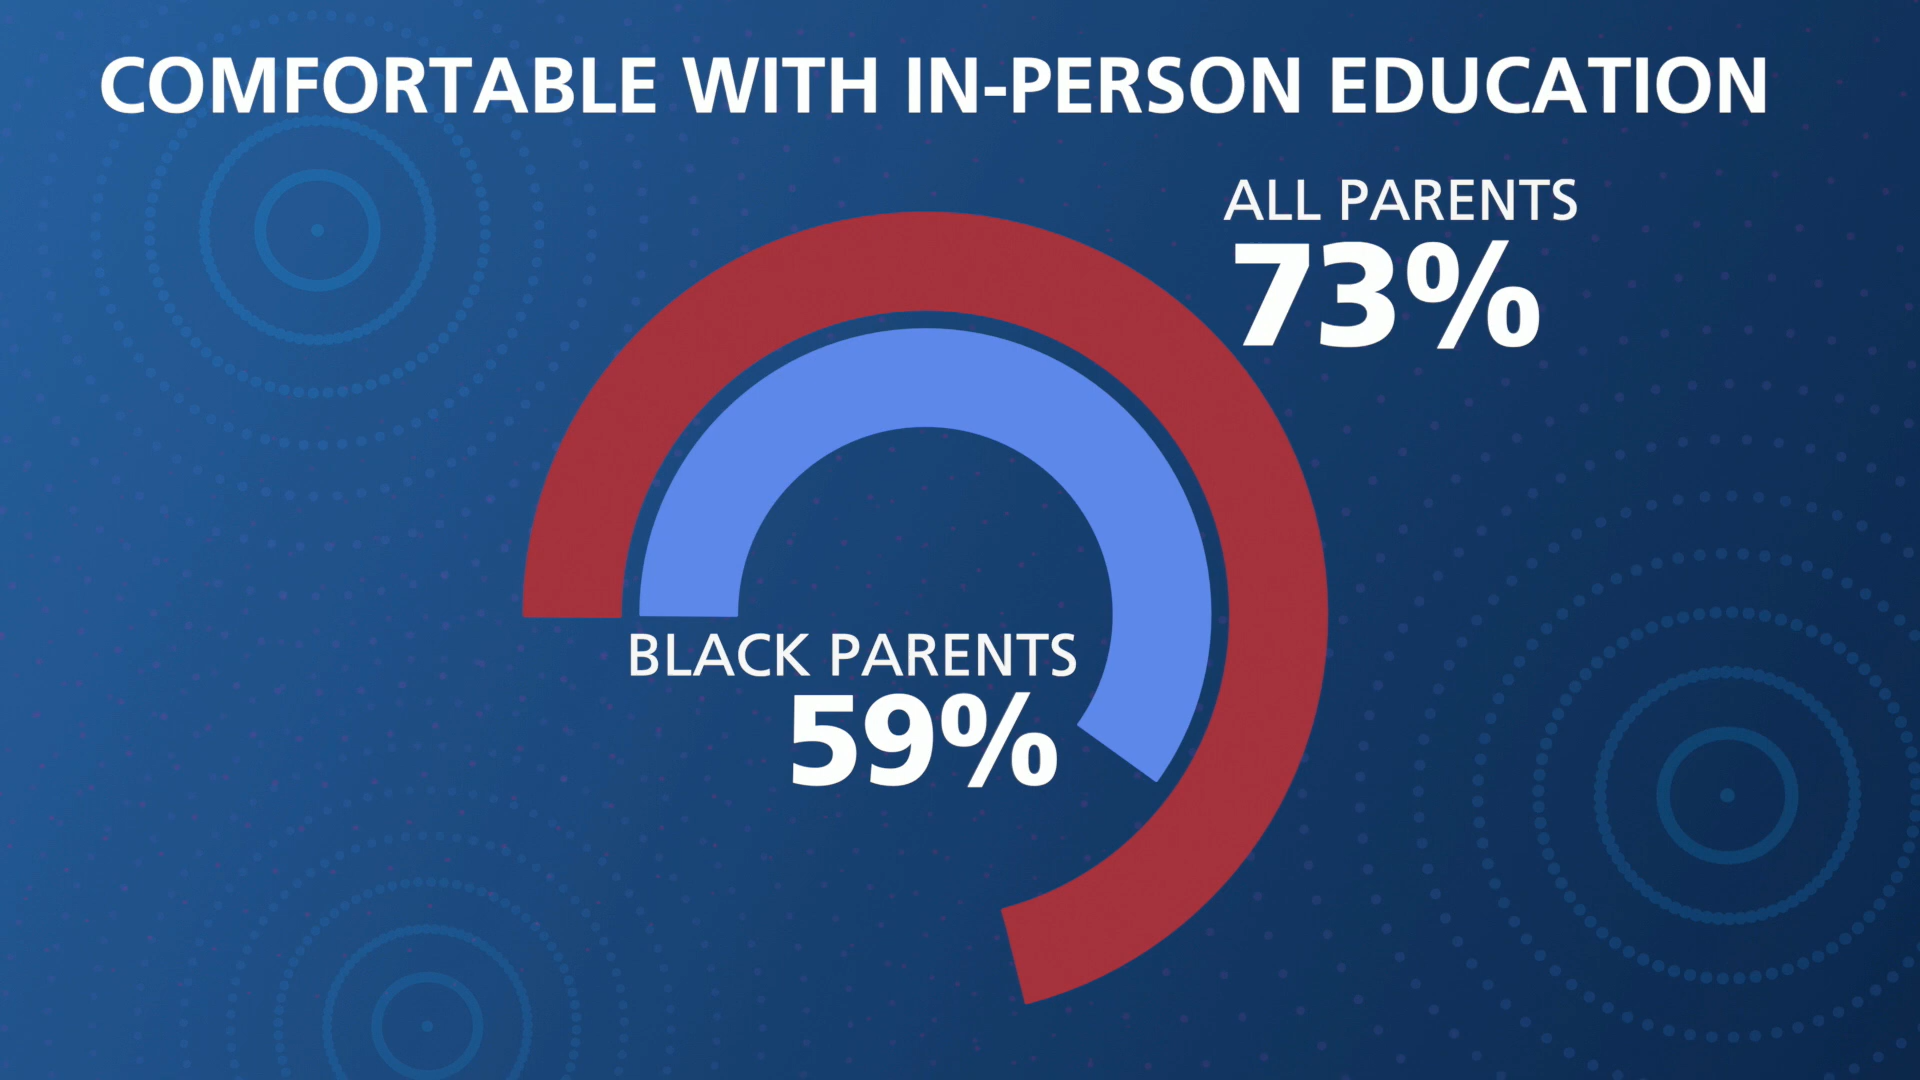 COMFORTABLE WITH IN-PERSON EDUCATION
ALL PARENTS
73%
BLACK PARENTS
59%